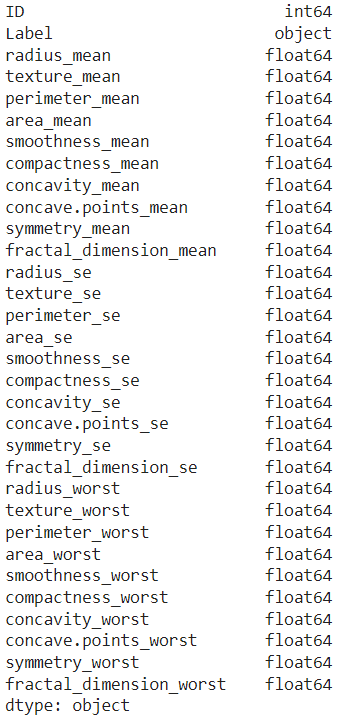 ID int64
Label object
radius_mean float64
texture_mean float64
perimeter_mean float64
area_mean float64
smoothness_mean float64
compactness_mean float64
concavity_mean float64
concave.points_mean float64
symmetry_mean float64
fractal_dimension_mean float64
radius_se float64
texture_se float64
perimeter_se float64
area_se float64
smoothness_se float64
compactness_se float64
concavity_se float64
concave.points_se float64
symmetry_se float64
fractal_dimension_se float64
radius_worst float64
texture_worst float64
perimeter_worst float64
area_worst float64
smoothness_worst float64
compactness_worst float64
concavity_worst float64
concave.points_worst float64
symmetry_worst float64
fractal_dimension_worst float64
dtype: object